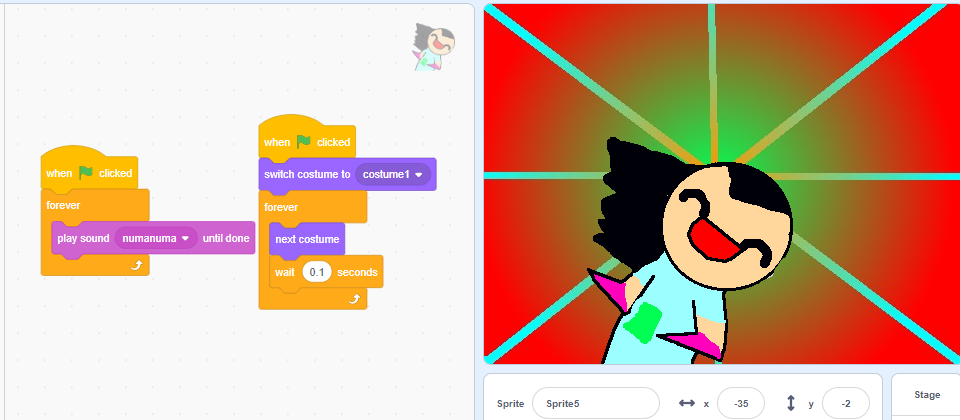 when clicked
forever
play sound numanuma until done
when clicked
switch costume to costume1
forever
next costume
wait 0.1 seconds
Sprite Sprite5 x -35 y -2
Stage